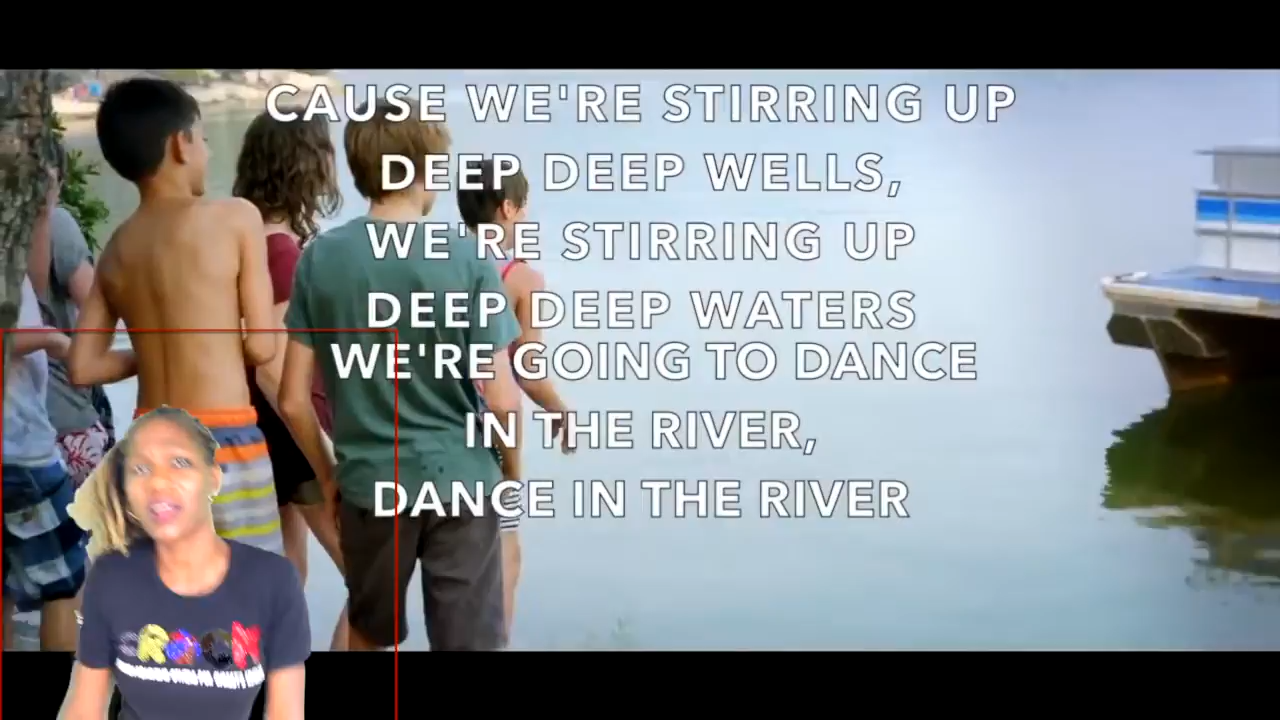 CAUSE WE'RE STIRRING UP
DEEP DEEP WELLS,
WE'RE STIRRING UP
DEEP DEEP WATERS
WE'RE GOING TO DANCE
IN THE RIVER,
DANCE IN THE RIVER